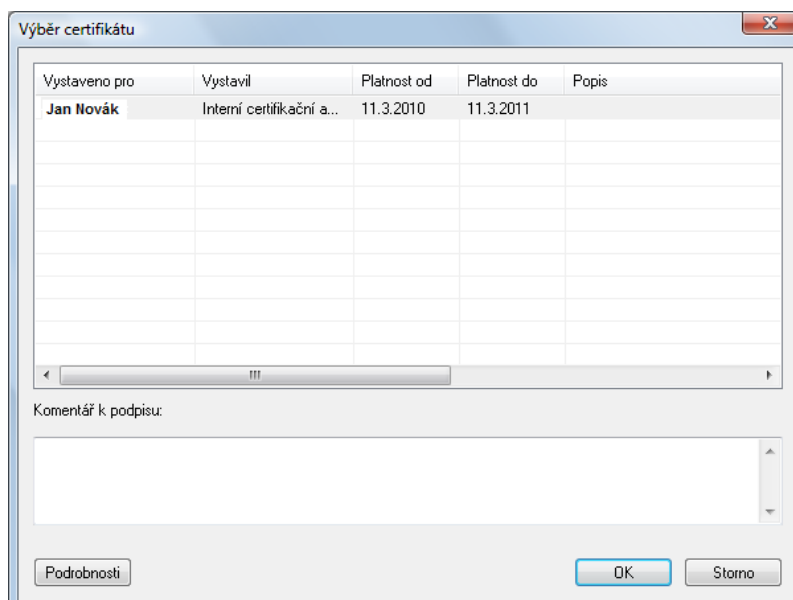 Výběr certifikátu
Vystaveno pro Vystavil Platnost od Platnost do Popis
Jan Novák Interní certifikační a... 11.3.2010 11.3.2011
Komentář k podpisu:
Podrobnosti OK Storno